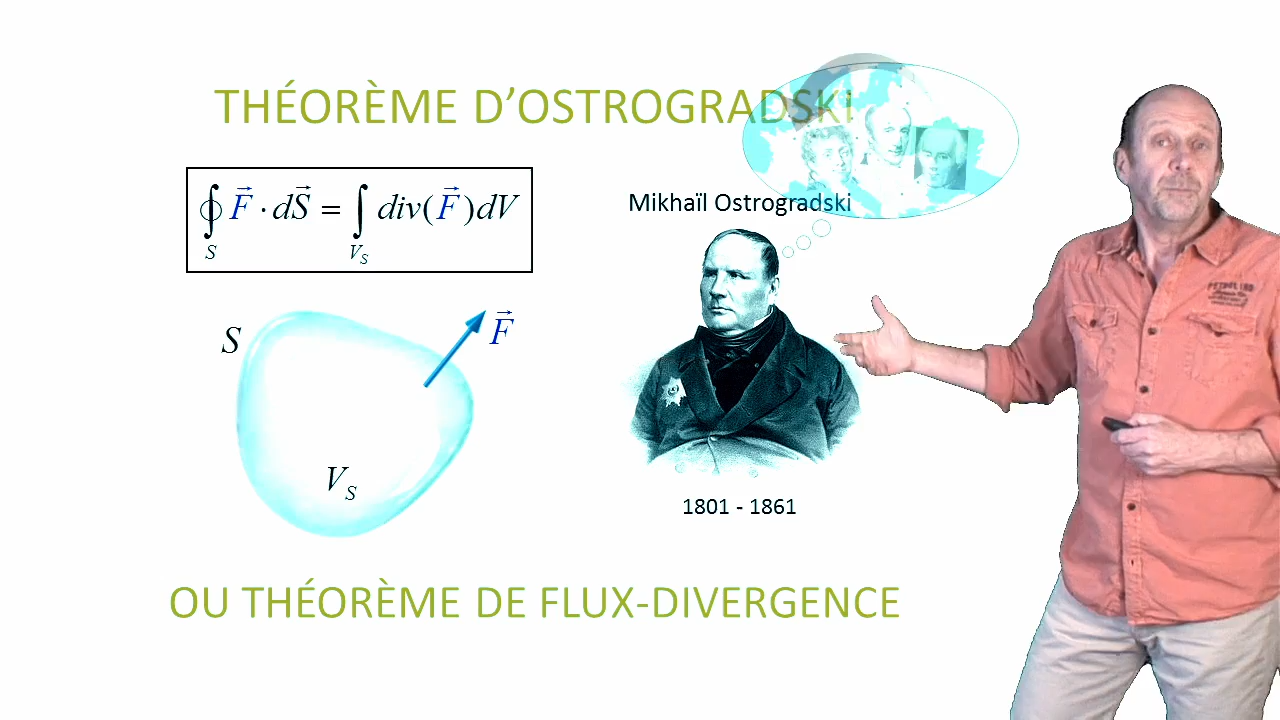 THÉORÈME D’OSTROGRADSKI
∮_S F⃗ · dS⃗ = ∫_{V_S} div(F⃗)dV
Mikhaïl Ostrogradski
S
F⃗
V_S
1801 - 1861
OU THÉORÈME DE FLUX-DIVERGENCE